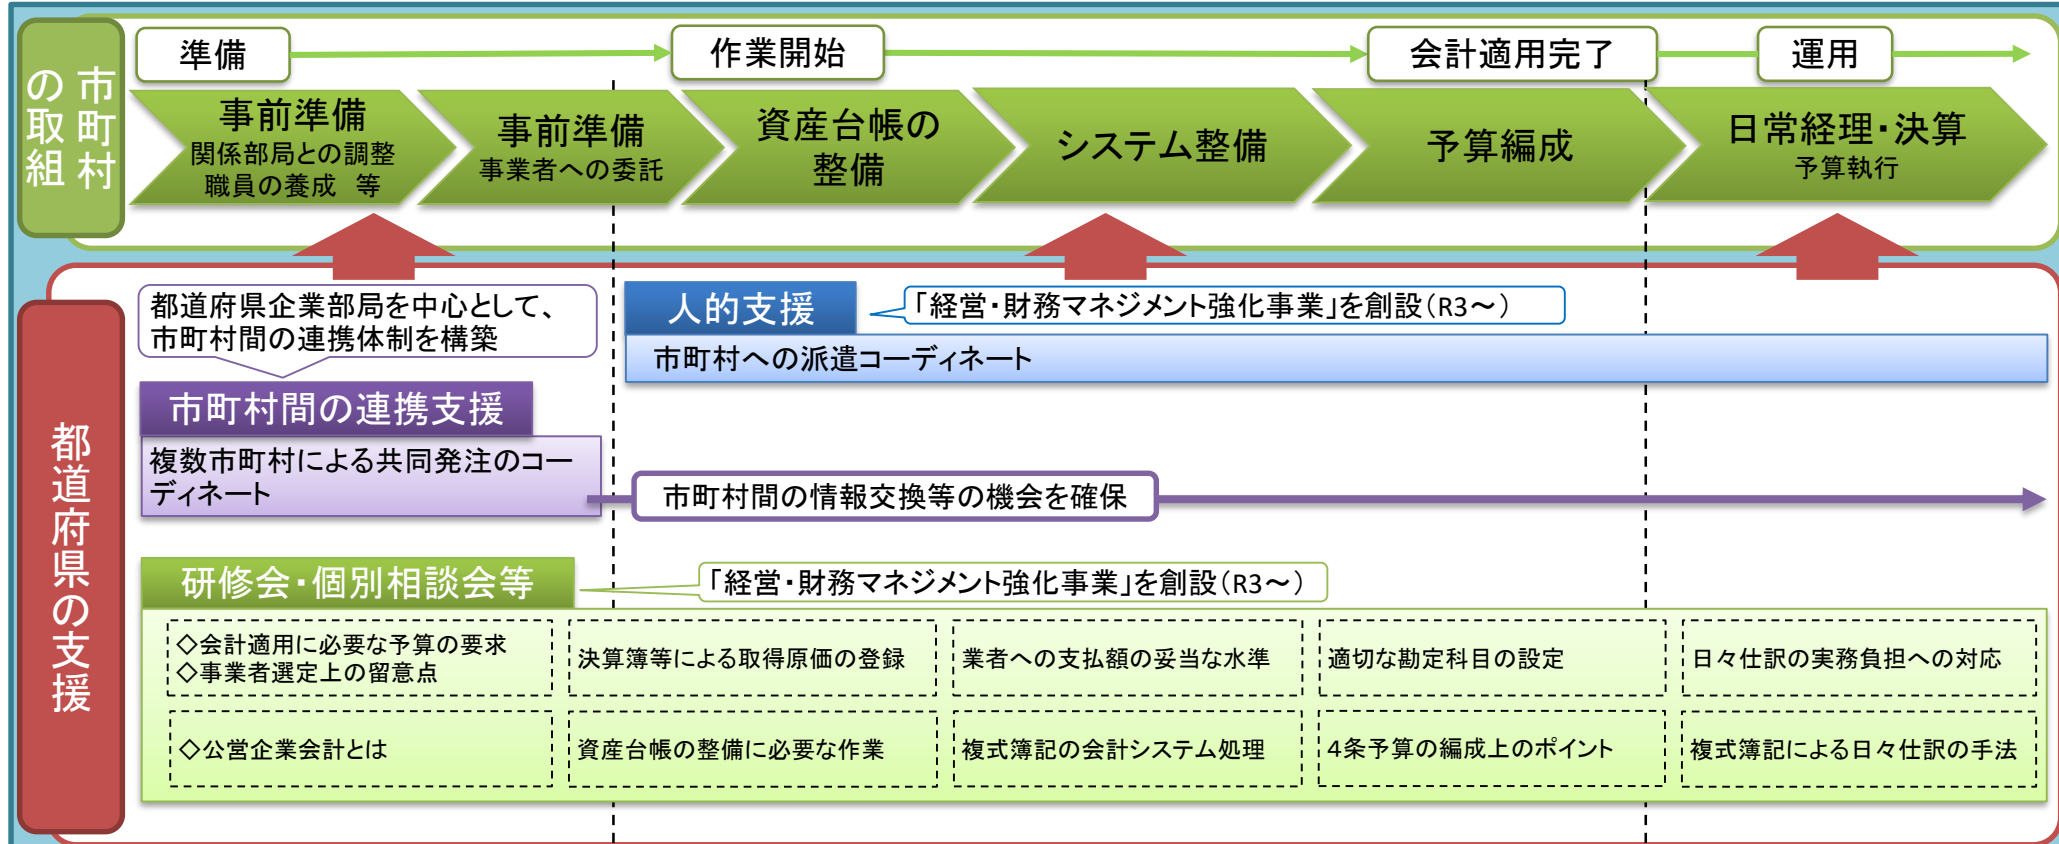 市町村の取組
準備
作業開始
会計適用完了
運用
事前準備
関係部局との調整
職員の養成　等
事前準備
事業者への委託
資産台帳の
整備
システム整備
予算編成
日常経理・決算
予算執行
都道府県の支援
都道府県企業部局を中心として、
市町村間の連携体制を構築
人的支援
「経営・財務マネジメント強化事業」を創設（R3～）
市町村への派遣コーディネート
市町村間の連携支援
複数市町村による共同発注のコー
ディネート
市町村間の情報交換等の機会を確保
研修会・個別相談会等
「経営・財務マネジメント強化事業」を創設（R3～）
◇会計適用に必要な予算の要求
◇事業者選定上の留意点
決算簿等による取得原価の登録
業者への支払額の妥当な水準
適切な勘定科目の設定
日々仕訳の実務負担への対応
◇公営企業会計とは
資産台帳の整備に必要な作業
複式簿記の会計システム処理
４条予算の編成上のポイント
複式簿記による日々仕訳の手法